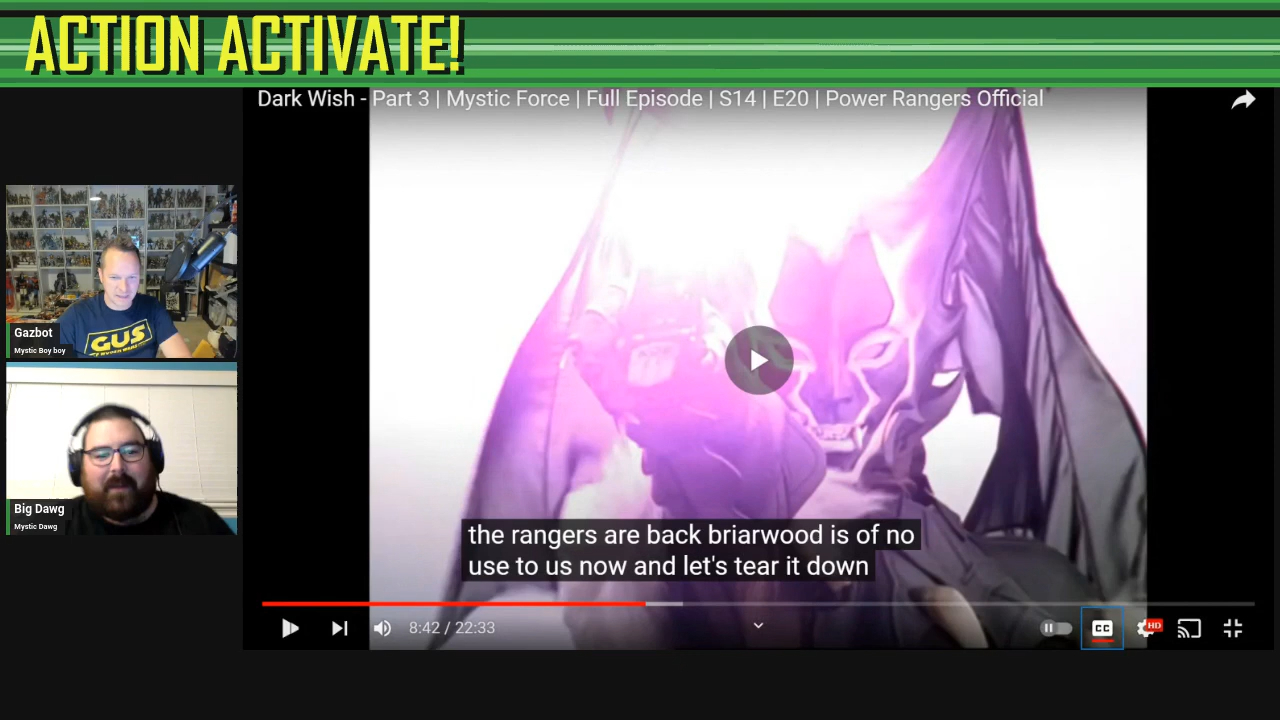 ACTION ACTIVATE!
Dark Wish - Part 3 | Mystic Force | Full Episode | S14 | E20 | Power Rangers Official
GUS
Gazbot
Mystic Boy boy
Big Dawg
Mystic Dawg
the rangers are back briarwood is of no
use to us now and let's tear it down
8:42 / 22:33
CC
HD